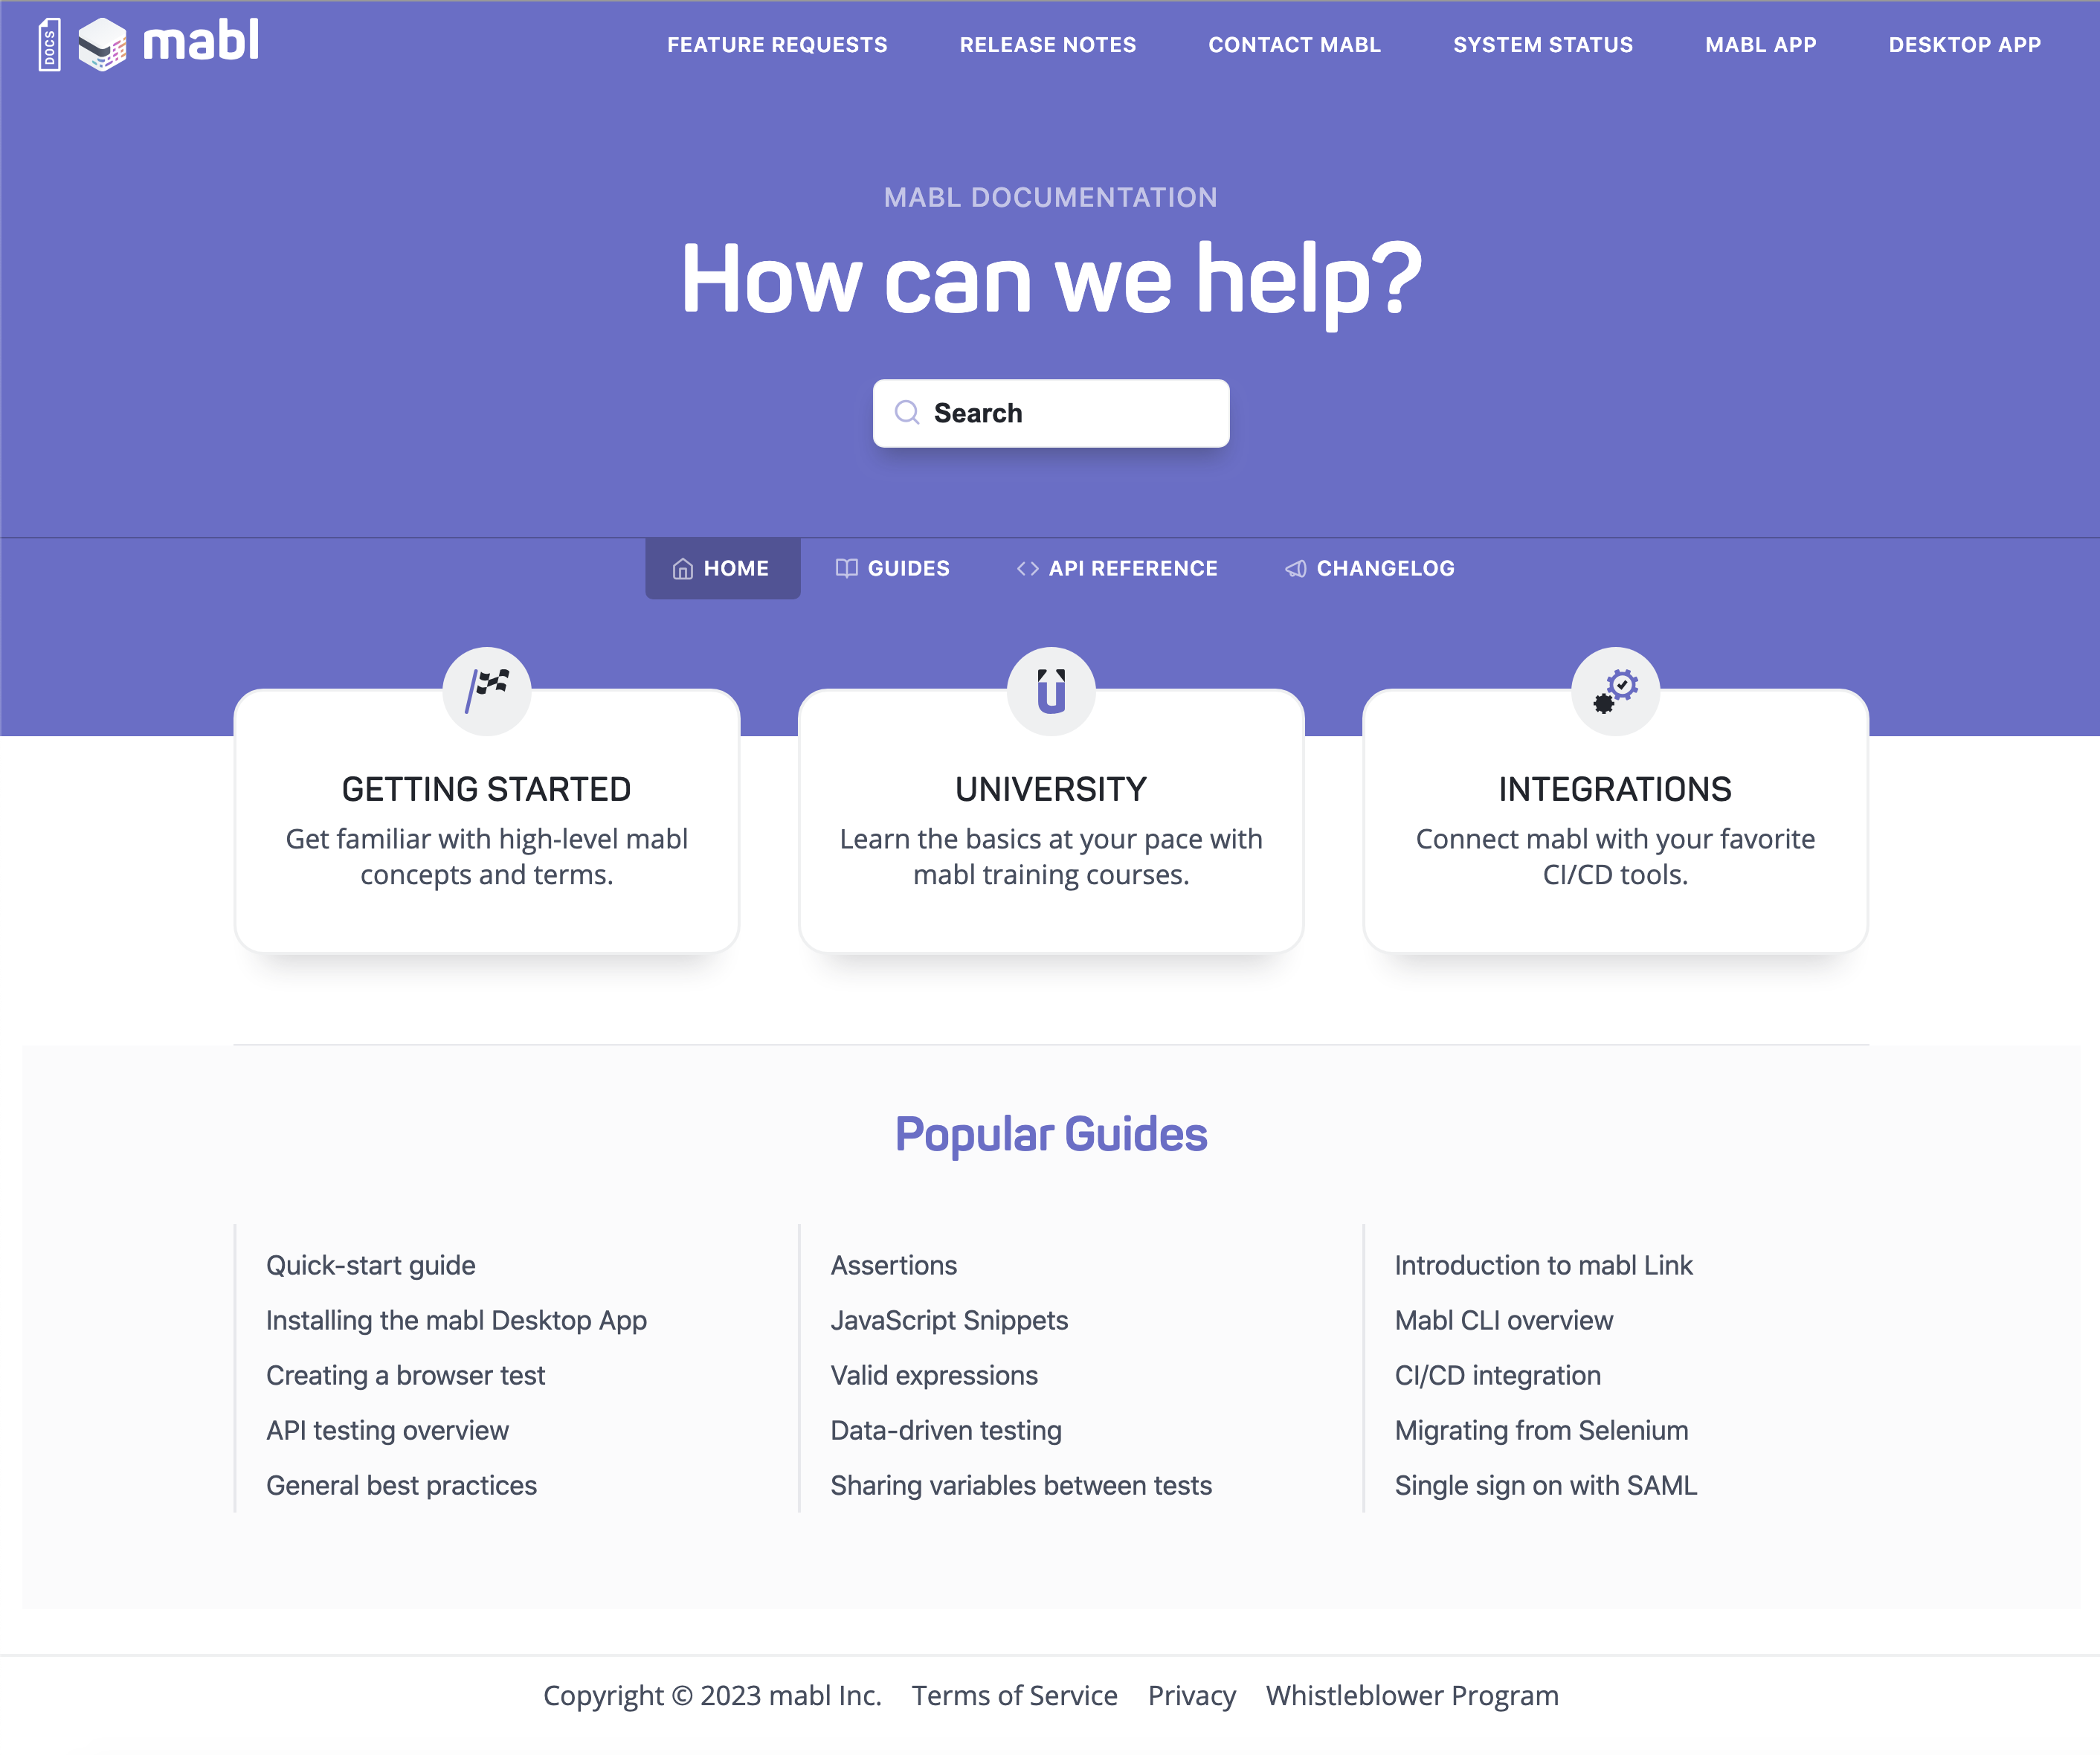 DOCS mabl
FEATURE REQUESTS RELEASE NOTES CONTACT MABL SYSTEM STATUS MABL APP DESKTOP APP
MABL DOCUMENTATION
How can we help?
Search
HOME GUIDES API REFERENCE CHANGELOG
GETTING STARTED
Get familiar with high-level mabl
concepts and terms.
UNIVERSITY
Learn the basics at your pace with
mabl training courses.
INTEGRATIONS
Connect mabl with your favorite
CI/CD tools.
Popular Guides
Quick-start guide
Installing the mabl Desktop App
Creating a browser test
API testing overview
General best practices
Assertions
JavaScript Snippets
Valid expressions
Data-driven testing
Sharing variables between tests
Introduction to mabl Link
Mabl CLI overview
CI/CD integration
Migrating from Selenium
Single sign on with SAML
Copyright © 2023 mabl Inc. Terms of Service Privacy Whistleblower Program